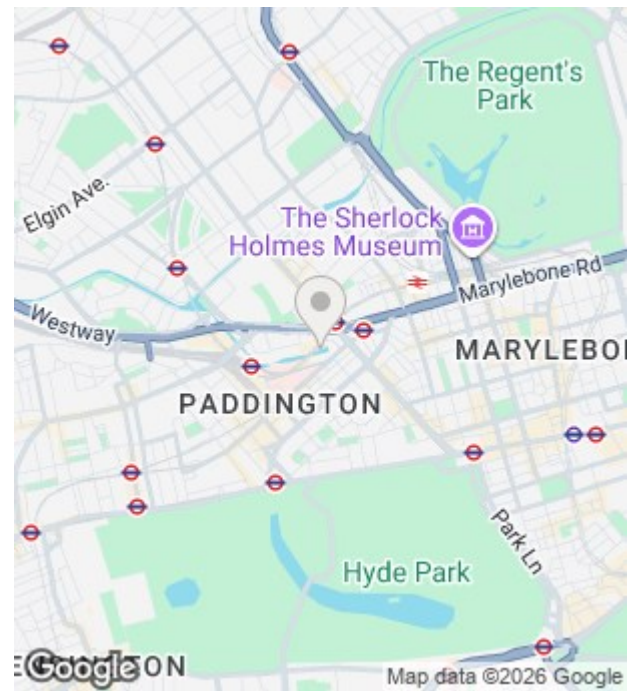 The Regent's
Park
Elgin Ave.
The Sherlock
Holmes Museum
Marylebone Rd
Westway
MARYLEBO
PADDINGTON
Park Ln
Hyde Park
ENSINGTON
Google
Map data ©2026 Google